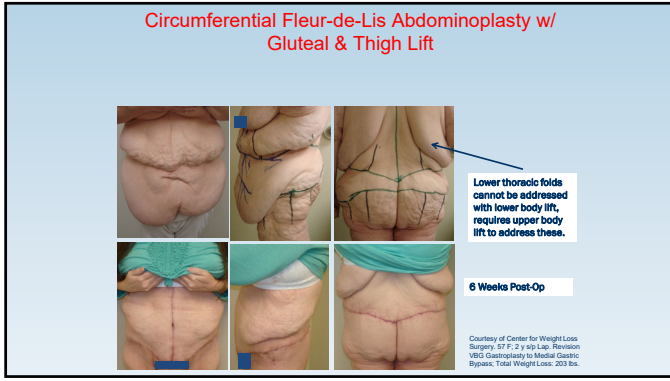 Circumferential Fleur-de-Lis Abdominoplasty w/
Gluteal & Thigh Lift
Lower thoracic folds
cannot be addressed
with lower body lift,
requires upper body
lift to address these.
6 Weeks Post-Op
Courtesy of Center for Weight Loss
Surgery. 57 F; 2 y s/p Lap. Revision
VBG Gastroplasty to Medial Gastric
Bypass; Total Weight Loss: 203 lbs.